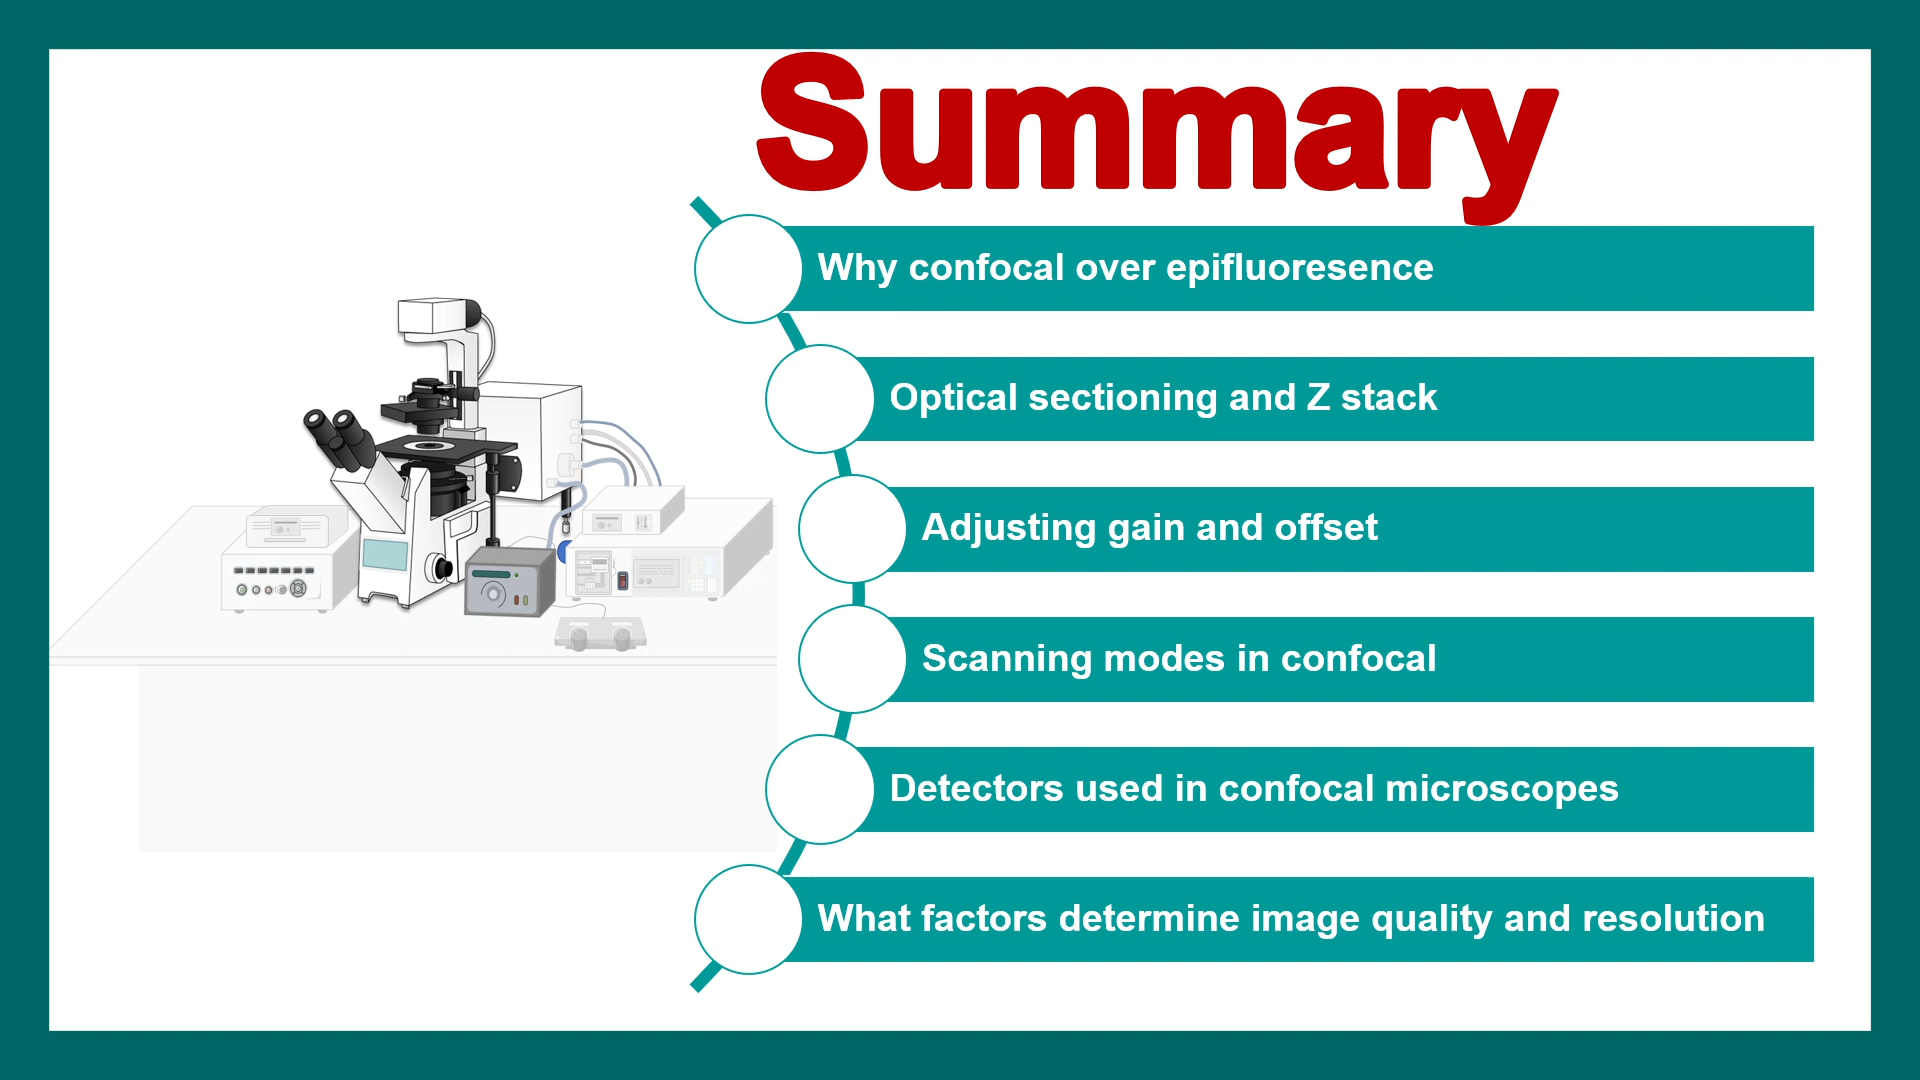 Summary
Why confocal over epifluoresence
Optical sectioning and Z stack
Adjusting gain and offset
Scanning modes in confocal
Detectors used in confocal microscopes
What factors determine image quality and resolution